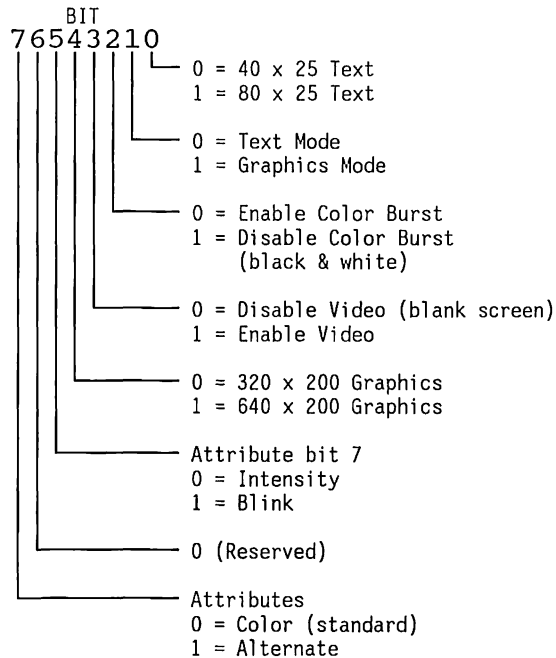 BIT
76543210
0 = 40 x 25 Text
1 = 80 x 25 Text
0 = Text Mode
1 = Graphics Mode
0 = Enable Color Burst
1 = Disable Color Burst
(black & white)
0 = Disable Video (blank screen)
1 = Enable Video
0 = 320 x 200 Graphics
1 = 640 x 200 Graphics
Attribute bit 7
0 = Intensity
1 = Blink
0 (Reserved)
Attributes
0 = Color (standard)
1 = Alternate